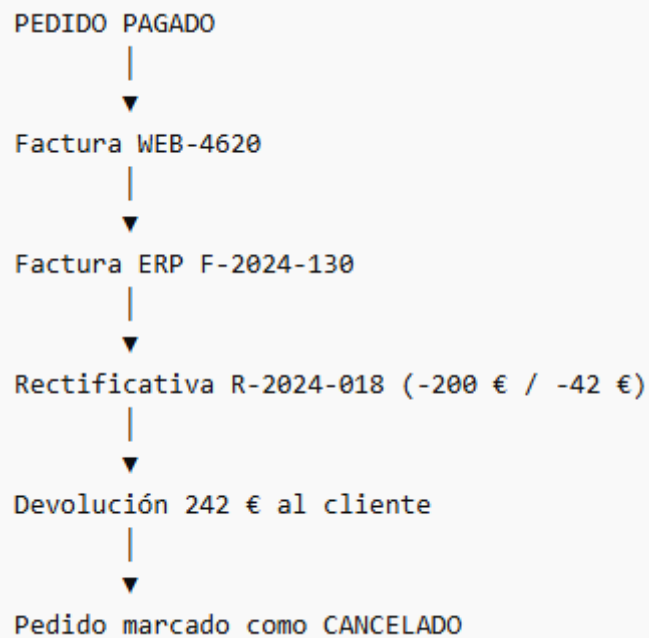 PEDIDO PAGADO
│
▼
Factura WEB-4620
│
▼
Factura ERP F-2024-130
│
▼
Rectificativa R-2024-018 (-200 € / -42 €)
│
▼
Devolución 242 € al cliente
│
▼
Pedido marcado como CANCELADO